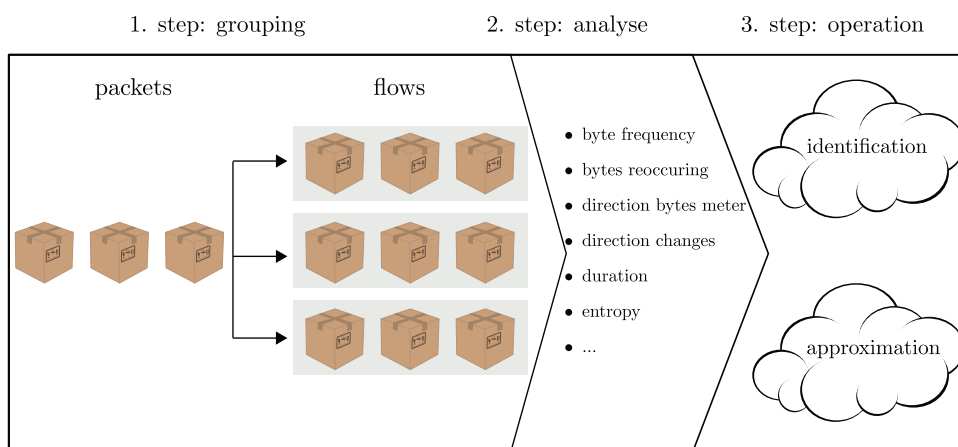 1. step: grouping
2. step: analyse
3. step: operation
packets
flows
• byte frequency
• bytes reoccuring
• direction bytes meter
• direction changes
• duration
• entropy
• ...
identification
approximation